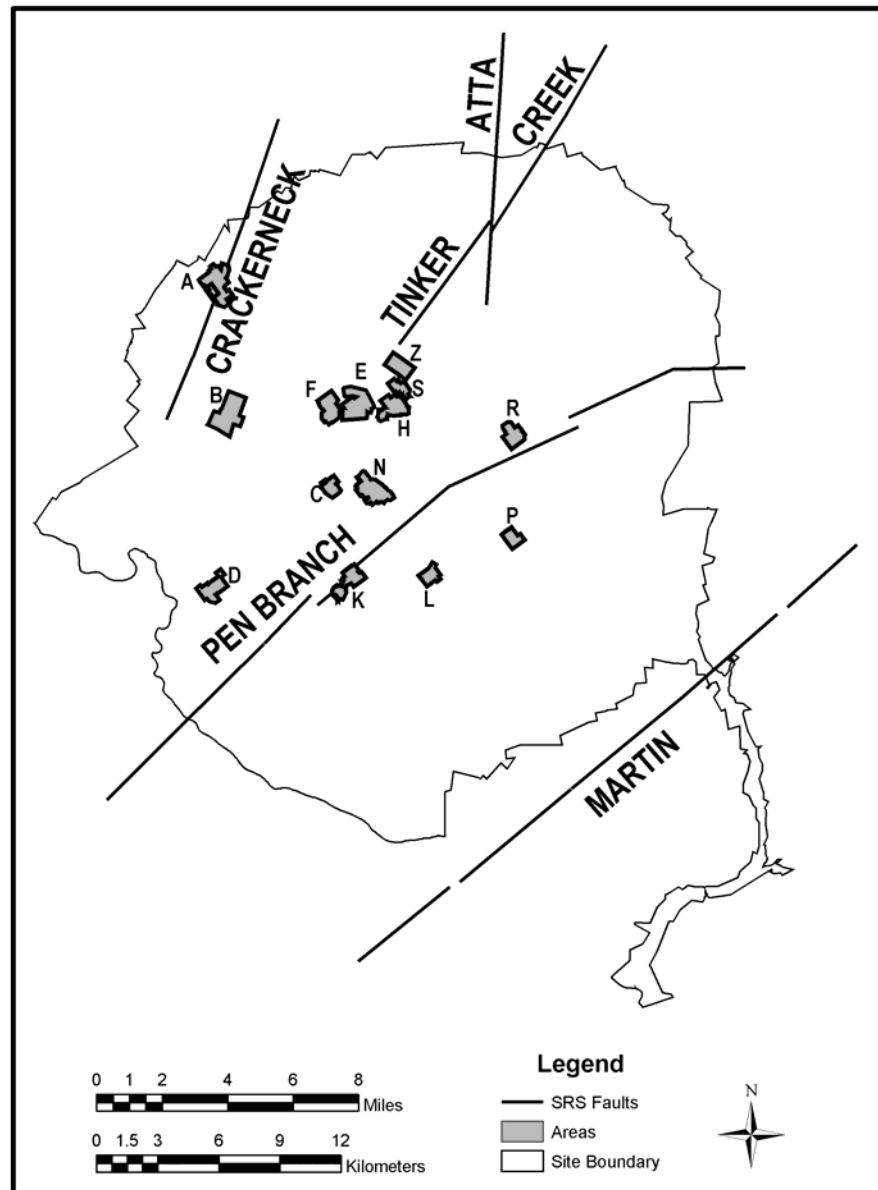 ATTA
CREEK
CRACKERNECK
TINKER
A
Z
E
S
B
F
H
R
N
C
P
PEN BRANCH
D
K
L
MARTIN
0 1 2 4 6 8
Miles
0 1.5 3 6 9 12
Kilometers
Legend
SRS Faults
Areas
Site Boundary
N